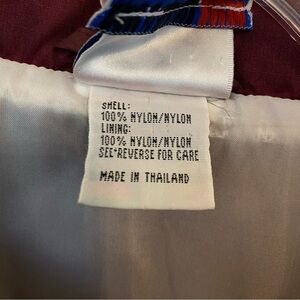 SHELL:
100% NYLON/NYLON
LINING:
100% NYLON/NYLON
SEE*REVERSE FOR CARE
MADE IN THAILAND